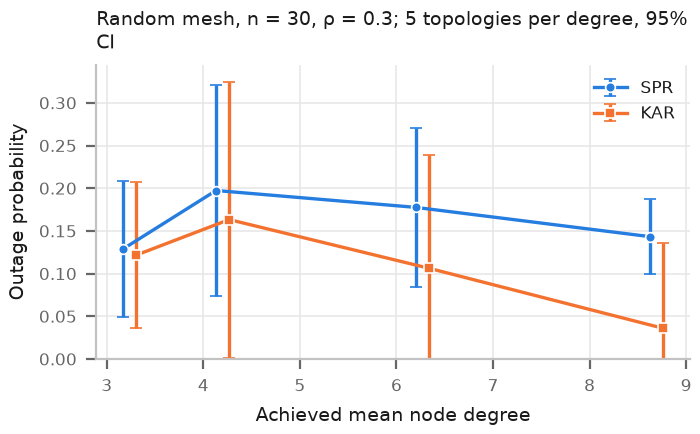 Random mesh, n = 30, ρ = 0.3; 5 topologies per degree, 95%
CI
SPR
KAR
Outage probability
0.30
0.25
0.20
0.15
0.10
0.05
0.00
3 4 5 6 7 8 9
Achieved mean node degree